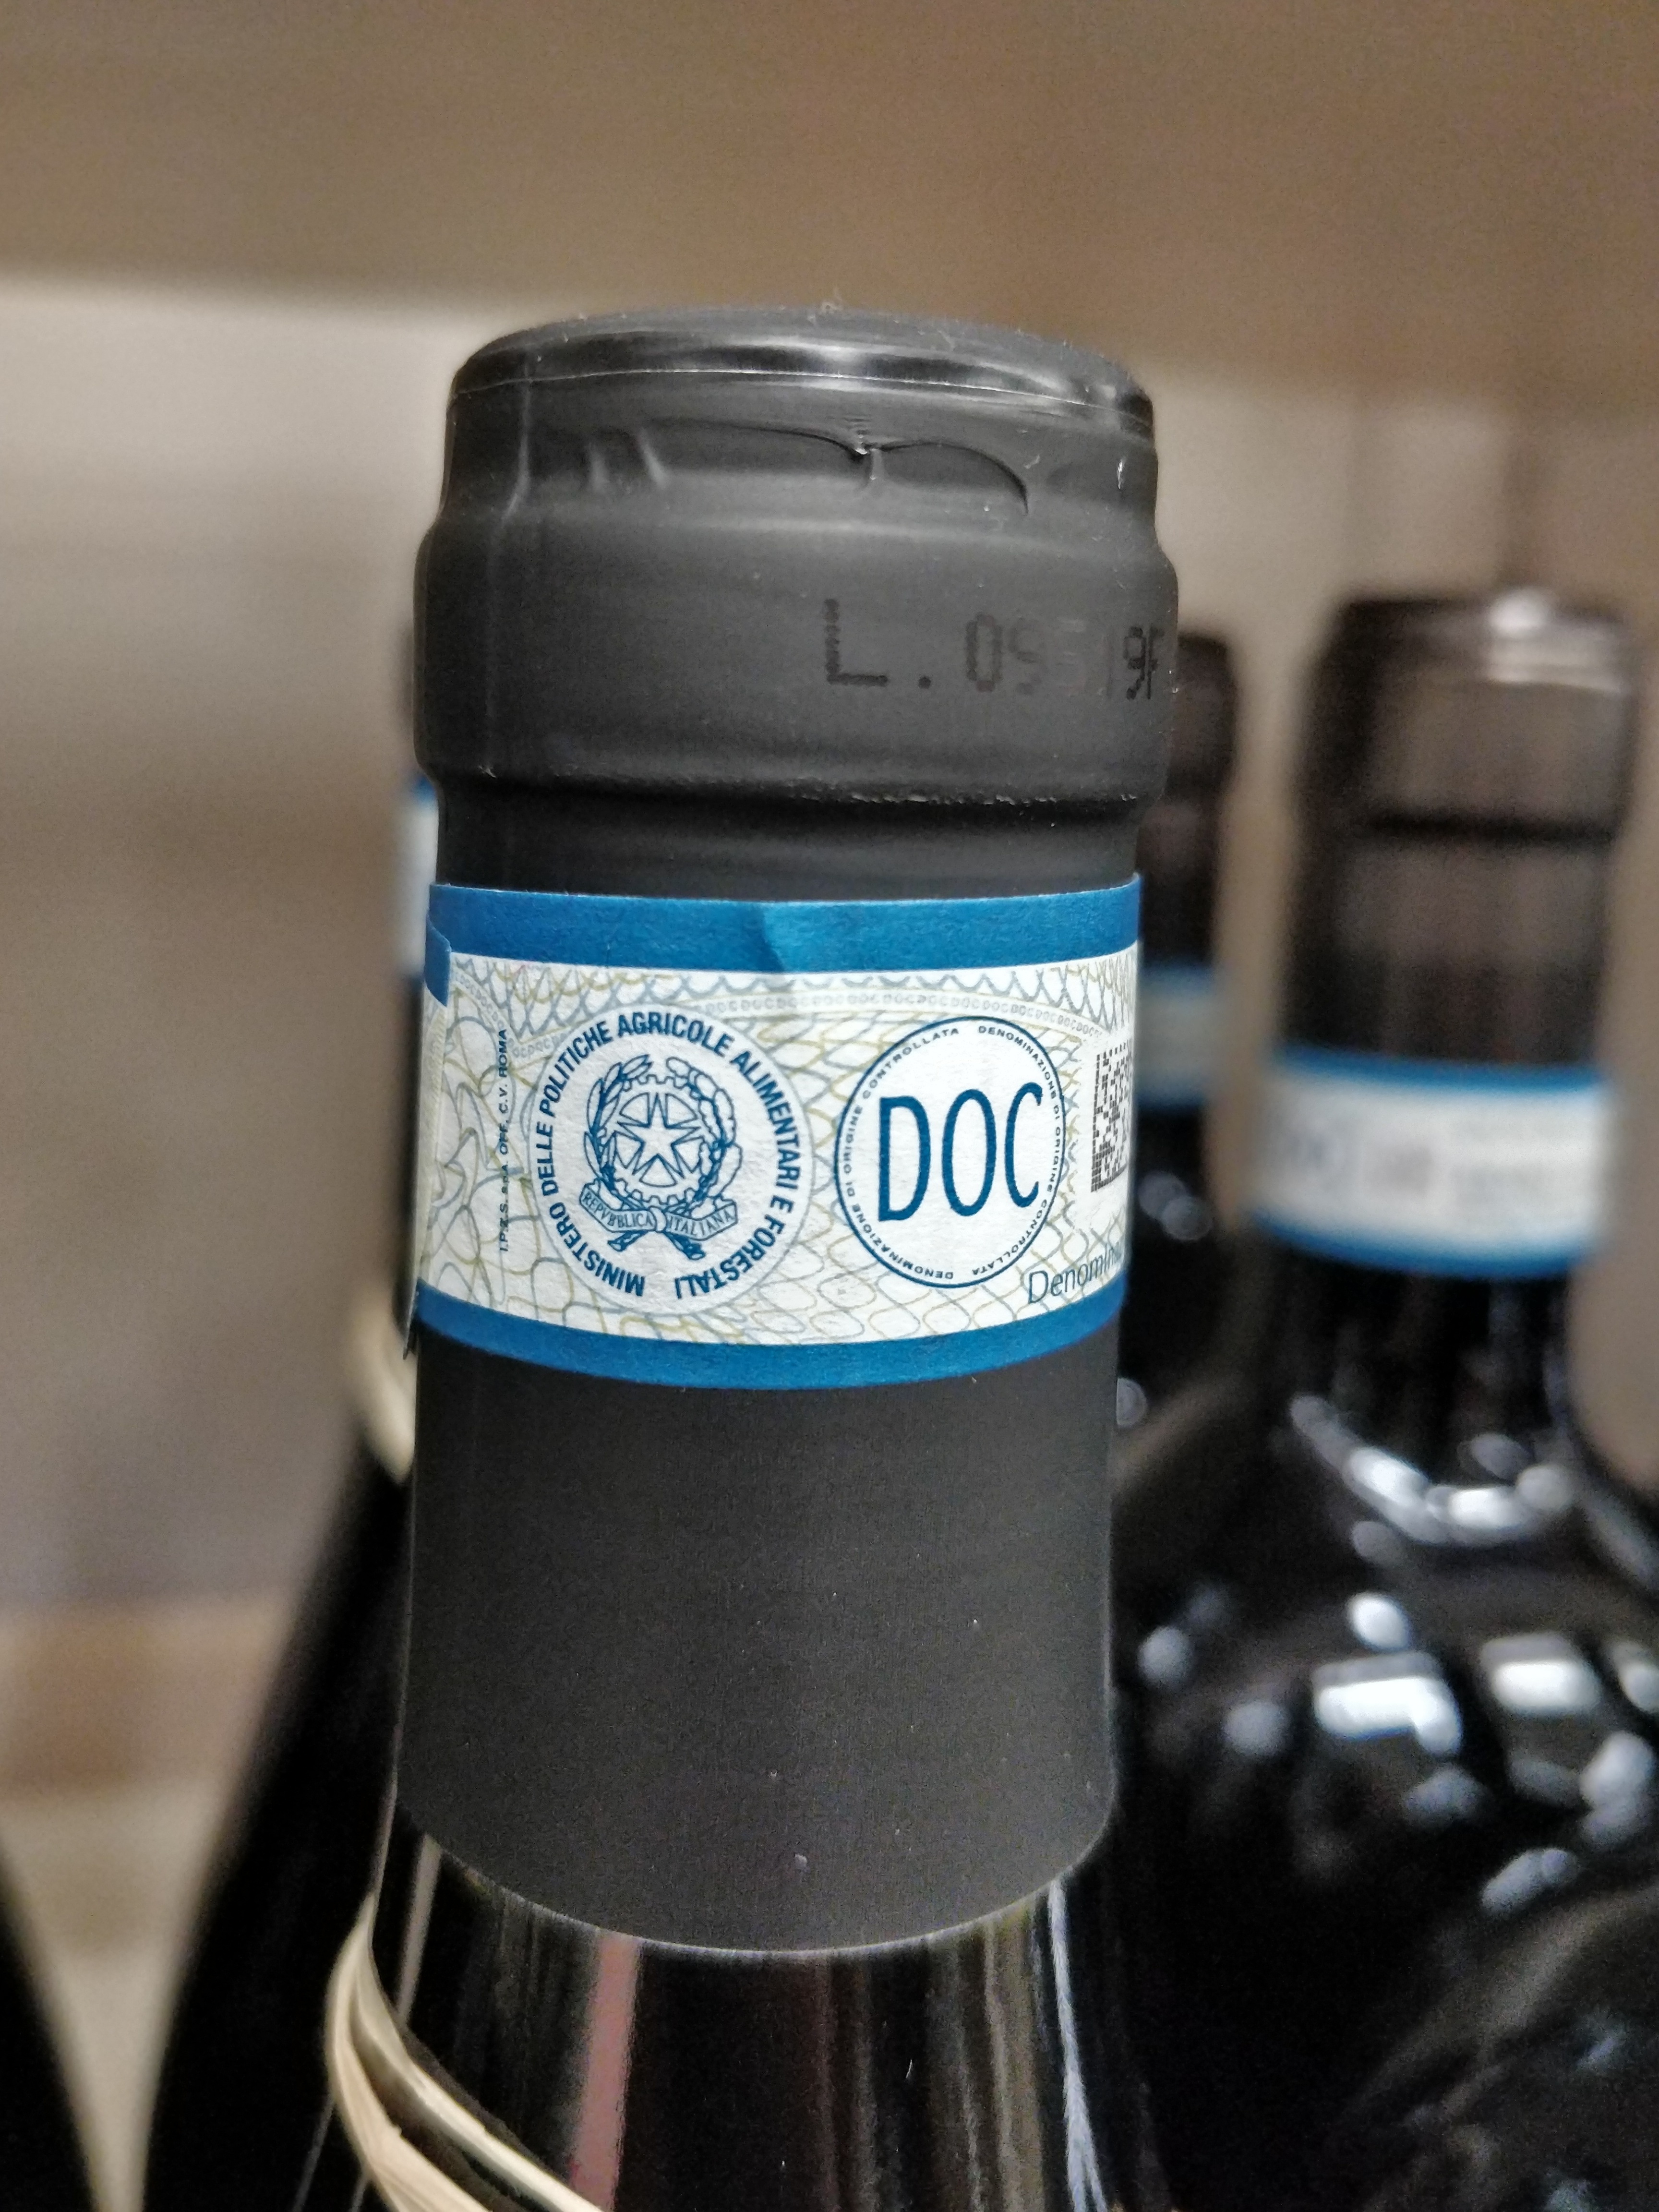 I.P.Z.S. S.p.A. OFF. C.V. ROMA
MINISTERO DELLE POLITICHE AGRICOLE ALIMENTARI E FORESTALI
REPVBBLICA ITALIANA
DENOMINAZIONE DI ORIGINE CONTROLLATA
DENOMINAZIONE DI ORIGINE CONTROLLATA
DOC